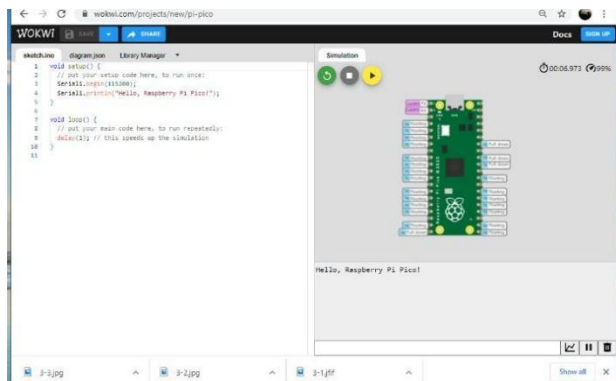 wokwi.com/projects/new/pi-pico
WOKWI SAVE SHARE Docs SIGN UP
sketch.ino diagram.json Library Manager
Simulation
00:06.973 99%
1 void setup() {
2 // put your setup code here, to run once:
3 Serial1.begin(115200);
4 Serial1.println("Hello, Raspberry Pi Pico!");
5 }
6
7 void loop() {
8 // put your main code here, to run repeatedly:
9 delay(1); // this speeds up the simulation
10 }
11
Raspberry Pi Pico
Hello, Raspberry Pi Pico!
3-3.jpg
3-2.jpg
3-1.jfif
Show all